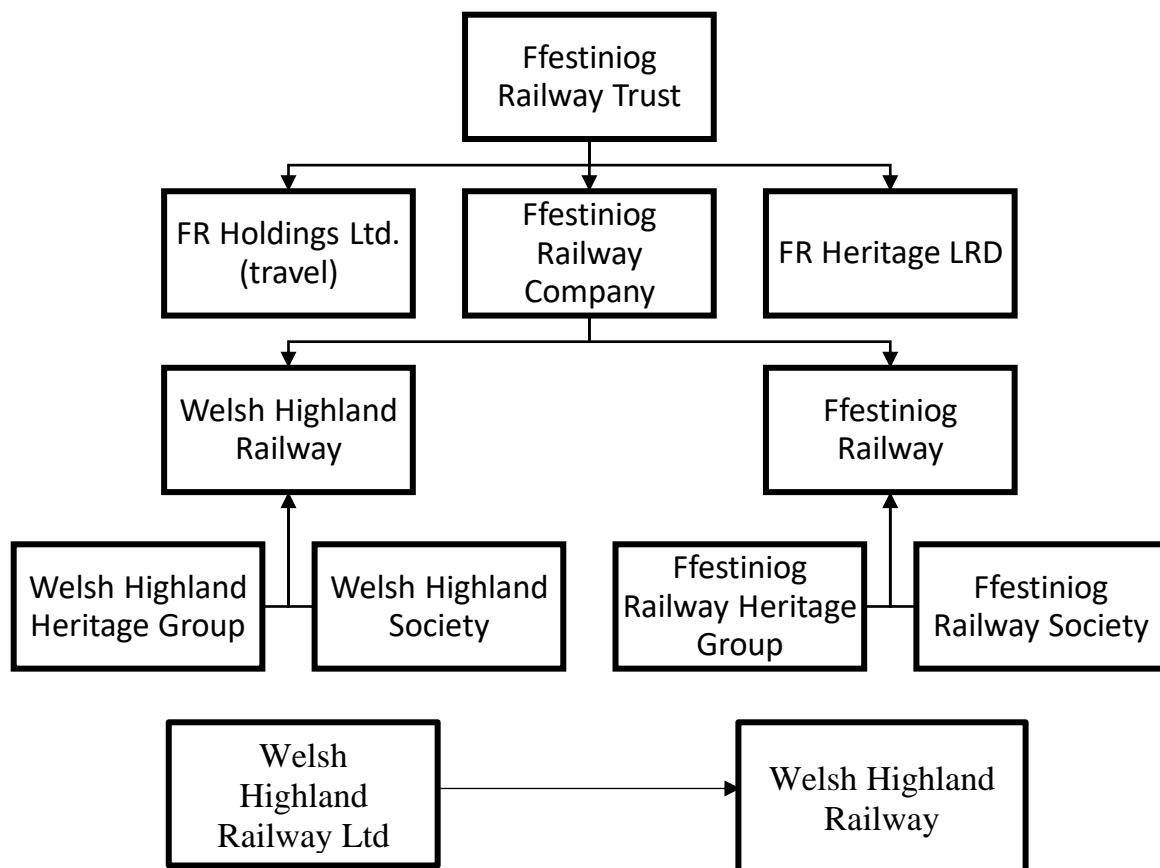 Ffestiniog
Railway Trust
FR Holdings Ltd.
(travel)
Ffestiniog
Railway
Company
FR Heritage LRD
Welsh Highland
Railway
Ffestiniog
Railway
Welsh Highland
Heritage Group
Welsh Highland
Society
Ffestiniog
Railway Heritage
Group
Ffestiniog
Railway Society
Welsh
Highland
Railway Ltd
Welsh Highland
Railway